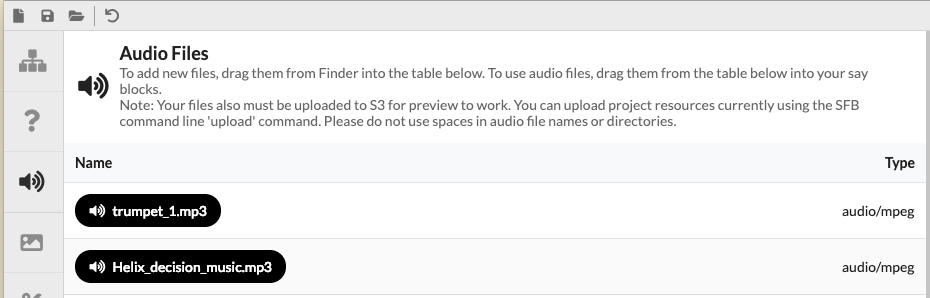 Audio Files
To add new files, drag them from Finder into the table below. To use audio files, drag them from the table below into your say
blocks.
Note: Your files also must be uploaded to S3 for preview to work. You can upload project resources currently using the SFB
command line 'upload' command. Please do not use spaces in audio file names or directories.
Name Type
trumpet_1.mp3 audio/mpeg
Helix_decision_music.mp3 audio/mpeg